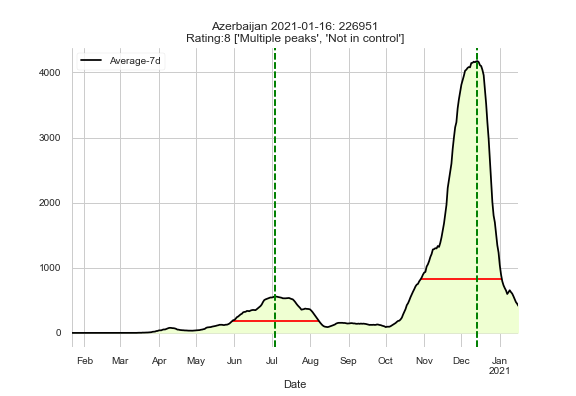 Azerbaijan 2021-01-16: 226951
Rating:8 ['Multiple peaks', 'Not in control']
Average-7d
4000
3000
2000
1000
0
Feb Mar Apr May Jun Jul Aug Sep Oct Nov Dec Jan
2021
Date